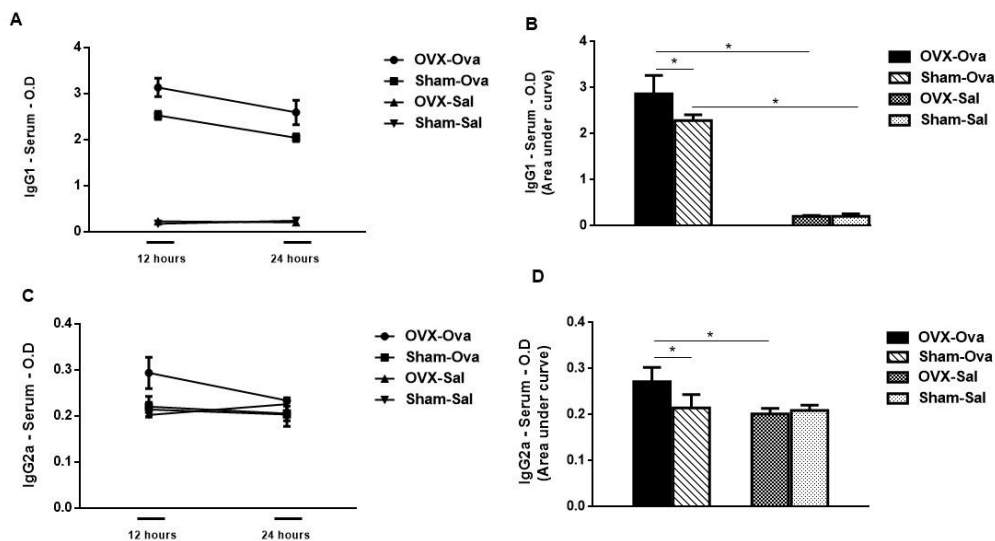 A
4
3
2
1
0
IgG1 - Serum - O.D
12 hours
24 hours
OVX-Ova
Sham-Ova
OVX-Sal
Sham-Sal
B
4
3
2
1
0
IgG1 - Serum - O.D
(Area under curve)
*
*
*
OVX-Ova
Sham-Ova
OVX-Sal
Sham-Sal
C
0.4
0.3
0.2
0.1
0.0
IgG2a - Serum - O.D
12 hours
24 hours
OVX-Ova
Sham-Ova
OVX-Sal
Sham-Sal
D
0.4
0.3
0.2
0.1
0.0
IgG2a - Serum - O.D
(Area under curve)
*
*
OVX-Ova
Sham-Ova
OVX-Sal
Sham-Sal